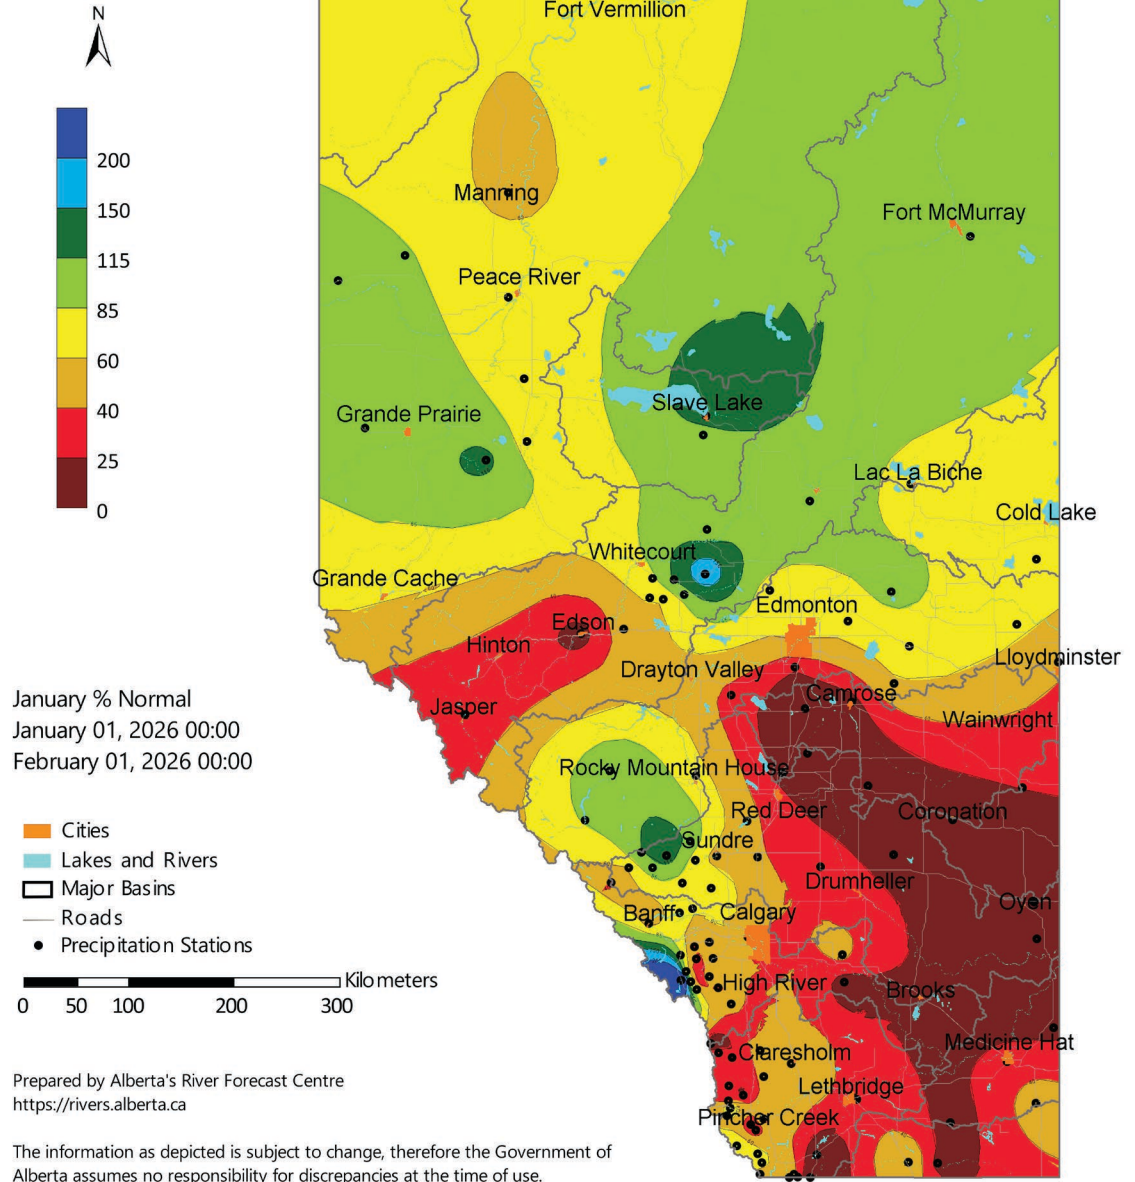 N
Fort Vermillion
200
150
115
85
60
40
25
0
Manning
Fort McMurray
Peace River
Grande Prairie
Slave Lake
Lac La Biche
Cold Lake
Whitecourt
Grande Cache
Edmonton
Edson
Hinton
Drayton Valley
Lloydminster
Camrose
Jasper
Wainwright
Rocky Mountain House
Red Deer
Coronation
Sundre
Drumheller
Oyen
Banff
Calgary
High River
Brooks
Medicine Hat
Claresholm
Lethbridge
Pincher Creek
January % Normal
January 01, 2026 00:00
February 01, 2026 00:00
Cities
Lakes and Rivers
Major Basins
Roads
Precipitation Stations
Kilometers
0 50 100 200 300
Prepared by Alberta's River Forecast Centre
https://rivers.alberta.ca
The information as depicted is subject to change, therefore the Government of
Alberta assumes no responsibility for discrepancies at the time of use.